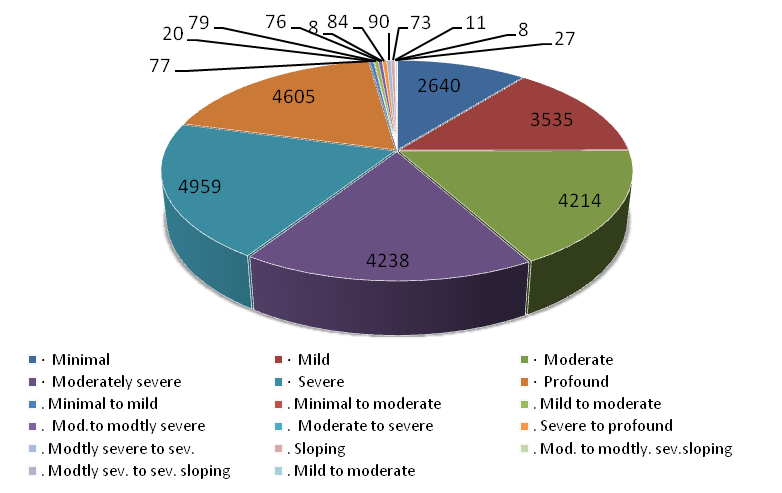 79 76 8 84 90 73 11 8 27
20
77
2640
4605
3535
4959
4214
4238
· Minimal · Mild · Moderate
· Moderately severe · Severe · Profound
. Minimal to mild . Minimal to moderate . Mild to moderate
. Mod.to modtly severe . Moderate to severe . Severe to profound
. Modtly severe to sev. . Sloping . Mod. to modtly. sev.sloping
. Modtly sev. to sev. sloping . Mild to moderate